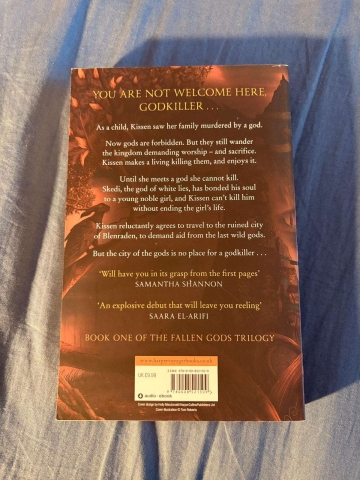 YOU ARE NOT WELCOME HERE,
GODKILLER . . .
As a child, Kissen saw her family murdered by a god.
Now gods are forbidden. But they still wander
the kingdom demanding worship – and sacrifice.
Kissen makes a living killing them, and enjoys it.
Until she meets a god she cannot kill.
Skedi, the god of white lies, has bonded his soul
to a young noble girl, and Kissen can't kill him
without ending the girl's life.
Kissen reluctantly agrees to travel to the ruined city
of Blenraden, to demand aid from the last wild gods.
But the city of the gods is no place for a godkiller . . .
'Will have you in its grasp from the first pages'
SAMANTHA SHANNON
'An explosive debut that will leave you reeling'
SAARA EL-ARIFI
BOOK ONE OF THE FALLEN GODS TRILOGY
UK £9.99
audio · ebook